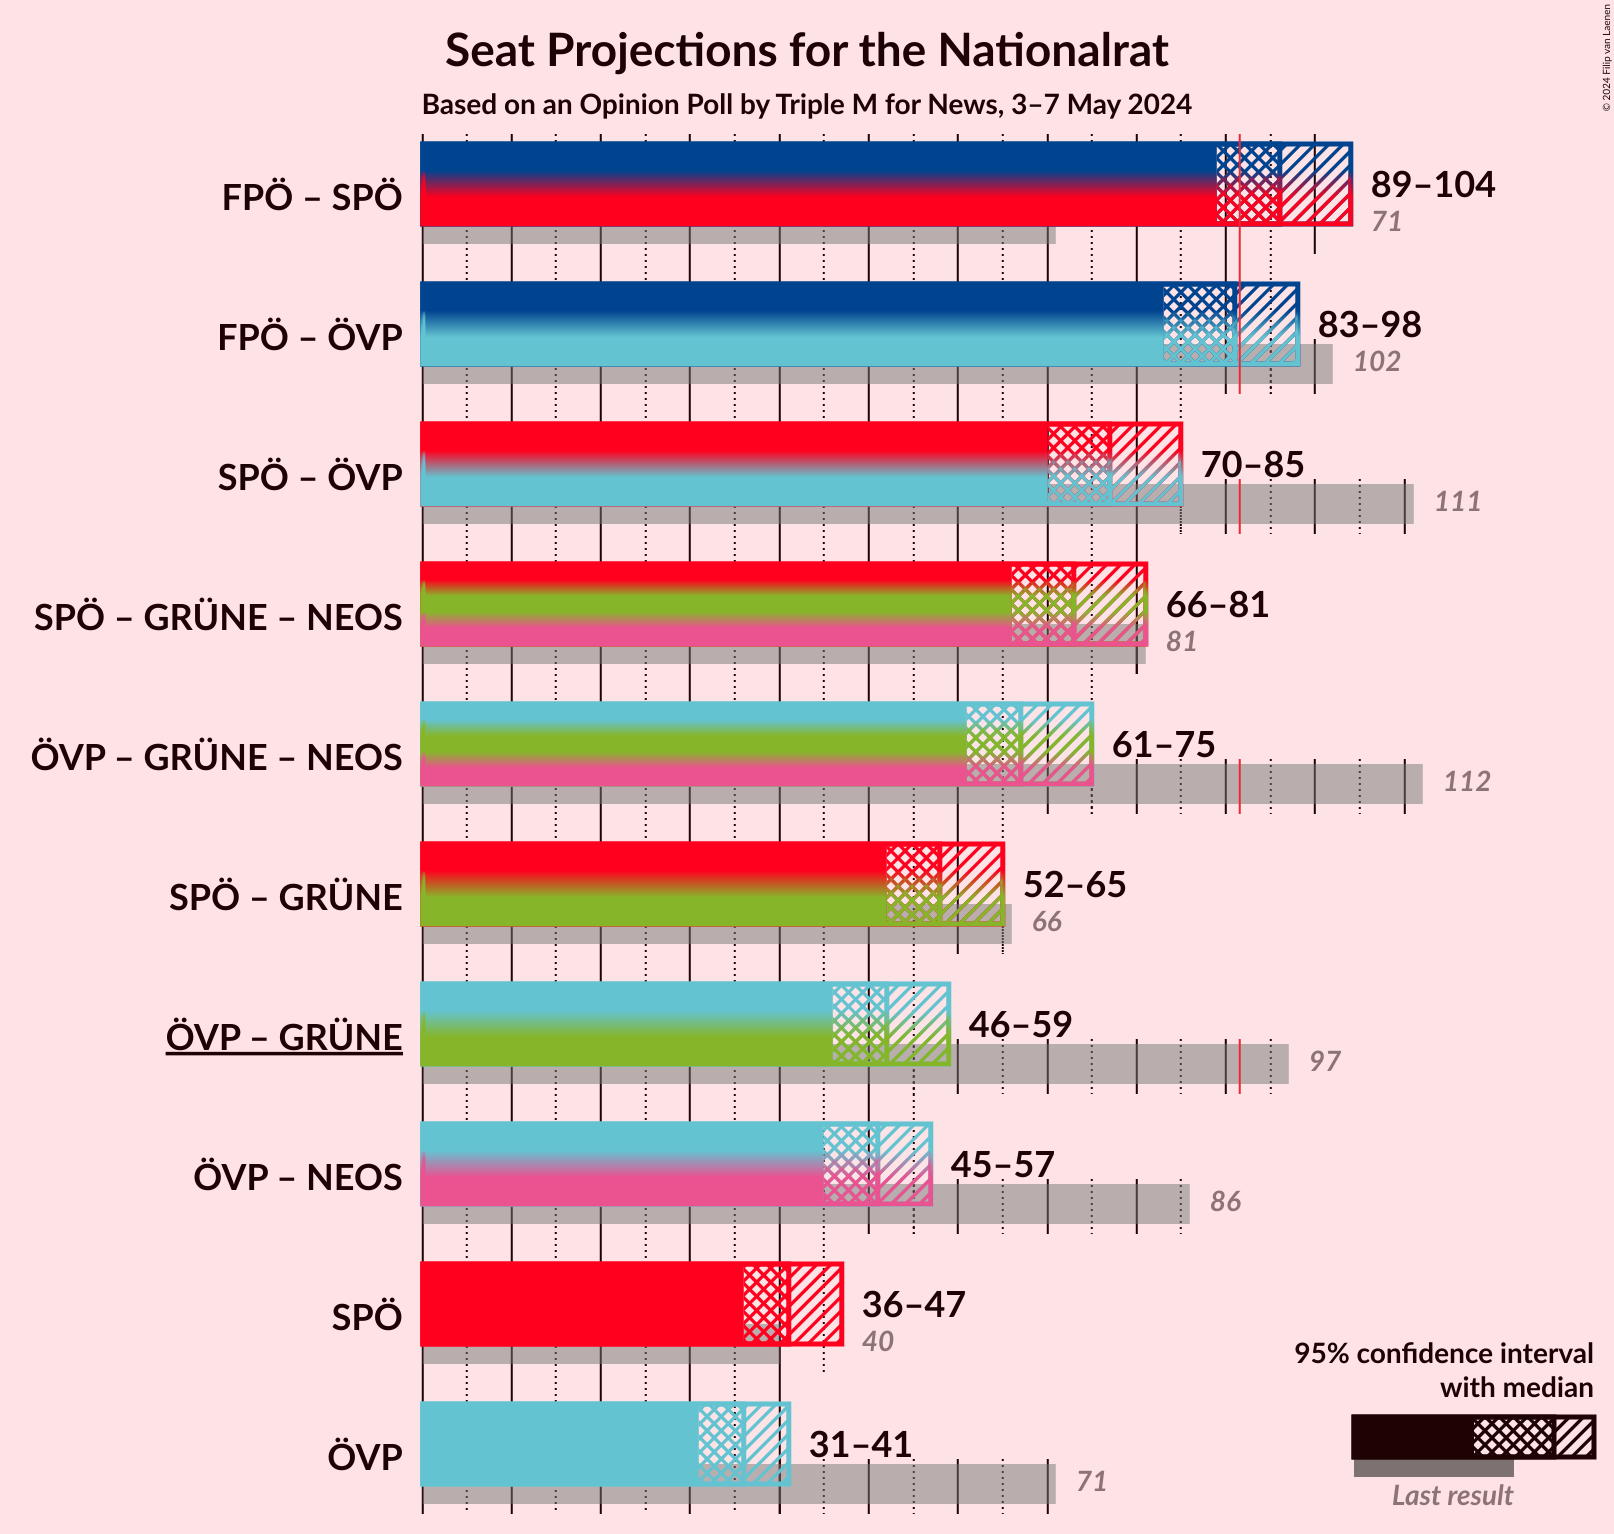 Seat Projections for the Nationalrat
Based on an Opinion Poll by Triple M for News, 3–7 May 2024
© 2024 Filip van Laenen
FPÖ – SPÖ
89–104
71
FPÖ – ÖVP
83–98
102
SPÖ – ÖVP
70–85
111
SPÖ – GRÜNE – NEOS
66–81
81
ÖVP – GRÜNE – NEOS
61–75
112
SPÖ – GRÜNE
52–65
66
ÖVP – GRÜNE
46–59
97
ÖVP – NEOS
45–57
86
SPÖ
36–47
40
ÖVP
31–41
71
95% confidence interval
with median
Last result